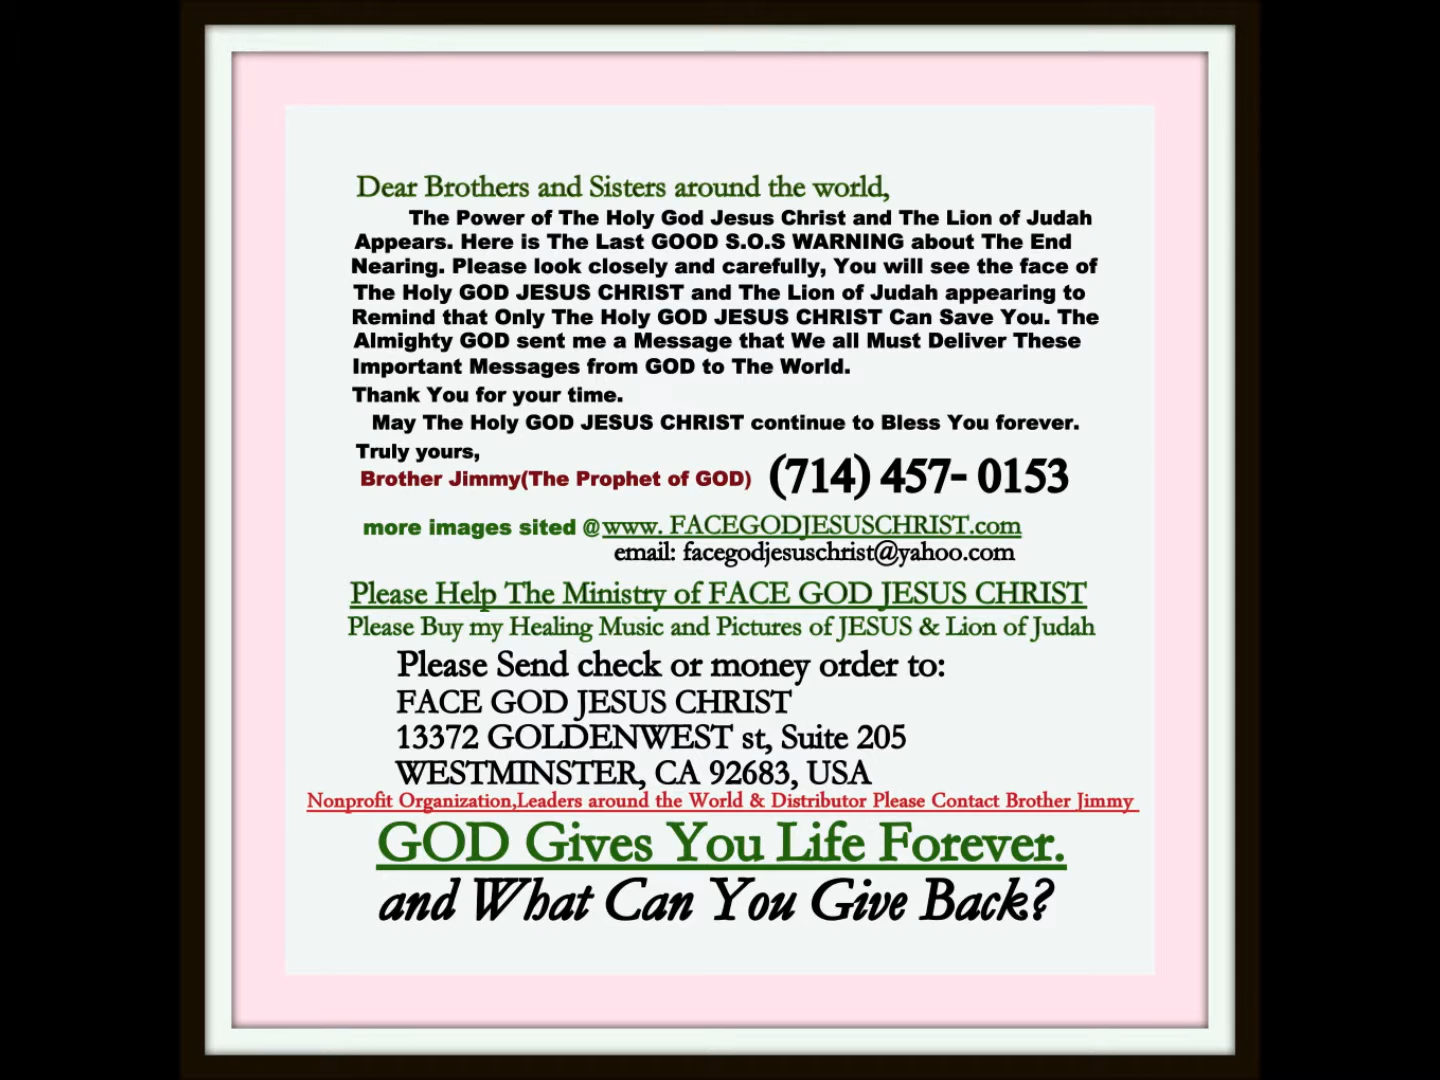 Dear Brothers and Sisters around the world,
The Power of The Holy God Jesus Christ and The Lion of Judah
Appears. Here is The Last GOOD S.O.S WARNING about The End
Nearing. Please look closely and carefully, You will see the face of
The Holy GOD JESUS CHRIST and The Lion of Judah appearing to
Remind that Only The Holy GOD JESUS CHRIST Can Save You. The
Almighty GOD sent me a Message that We all Must Deliver These
Important Messages from GOD to The World.
Thank You for your time.
May The Holy GOD JESUS CHRIST continue to Bless You forever.
Truly yours,
Brother Jimmy(The Prophet of GOD) (714) 457- 0153
more images sited @www. FACEGODJESUSCHRIST.com
email: facegodjesuschrist@yahoo.com
Please Help The Ministry of FACE GOD JESUS CHRIST
Please Buy my Healing Music and Pictures of JESUS & Lion of Judah
Please Send check or money order to:
FACE GOD JESUS CHRIST
13372 GOLDENWEST st, Suite 205
WESTMINSTER, CA 92683, USA
Nonprofit Organization,Leaders around the World & Distributor Please Contact Brother Jimmy
GOD Gives You Life Forever.
and What Can You Give Back?